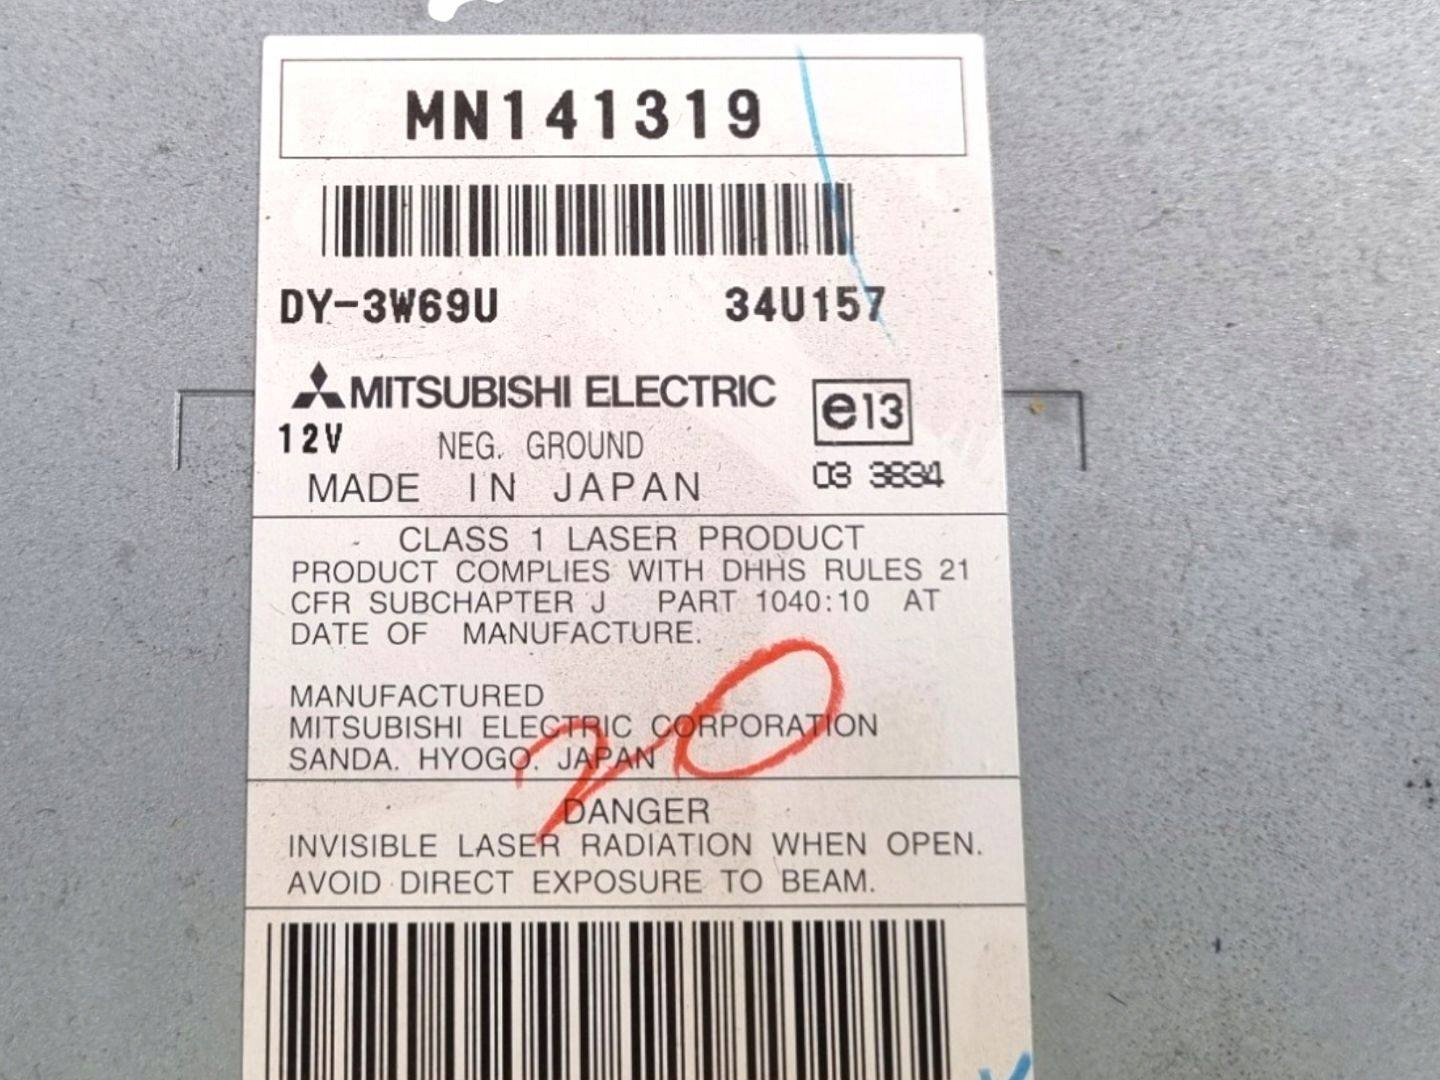 MN141319
DY-3W69U 34U157
MITSUBISHI ELECTRIC
e13
12V NEG. GROUND
MADE IN JAPAN
03 3834
CLASS 1 LASER PRODUCT
PRODUCT COMPLIES WITH DHHS RULES 21
CFR SUBCHAPTER J PART 1040:10 AT
DATE OF MANUFACTURE.
MANUFACTURED
MITSUBISHI ELECTRIC CORPORATION
SANDA. HYOGO. JAPAN
20
DANGER
INVISIBLE LASER RADIATION WHEN OPEN.
AVOID DIRECT EXPOSURE TO BEAM.